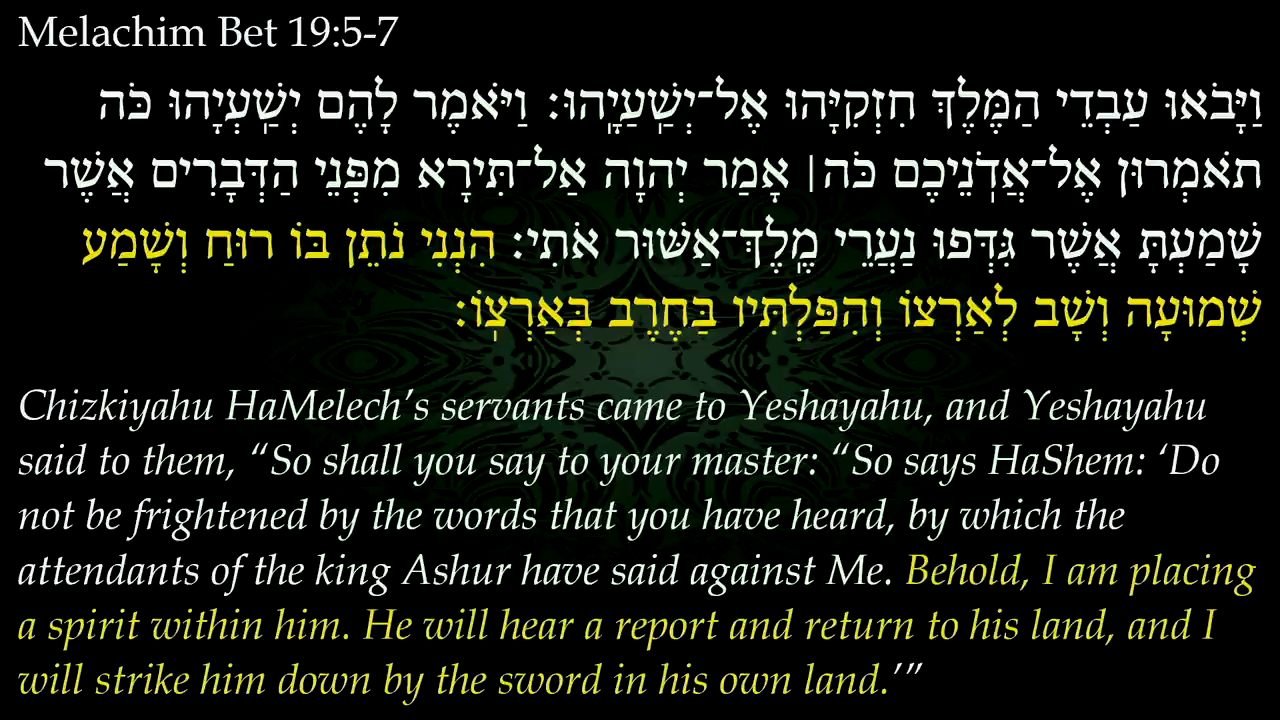 Melachim Bet 19:5-7
וַיָּבֹאוּ עַבְדֵי הַמֶּלֶךְ חִזְקִיָּהוּ אֶל־יְשַׁעַיָהוּ׃ וַיֹּאמֶר לָהֶם יְשַׁעְיָהוּ כֹּה
תֹאמְרוּן אֶל־אֲדֹנֵיכֶם כֹּה׀ אָמַר יְהוָה אַל־תִּירָא מִפְּנֵי הַדְּבָרִים אֲשֶׁר
שָׁמַעְתָּ אֲשֶׁר גִּדְּפוּ נַעֲרֵי מֶלֶךְ־אַשּׁוּר אֹתִי׃ הִנְנִי נֹתֵן בּוֹ רוּחַ וְשָׁמַע
שְׁמוּעָה וְשָׁב לְאַרְצוֹ וְהִפַּלְתִּיו בַּחֶרֶב בְּאַרְצוֹ׃
Chizkiyahu HaMelech’s servants came to Yeshayahu, and Yeshayahu
said to them, “So shall you say to your master: “So says HaShem: ‘Do
not be frightened by the words that you have heard, by which the
attendants of the king Ashur have said against Me. Behold, I am placing
a spirit within him. He will hear a report and return to his land, and I
will strike him down by the sword in his own land.’”